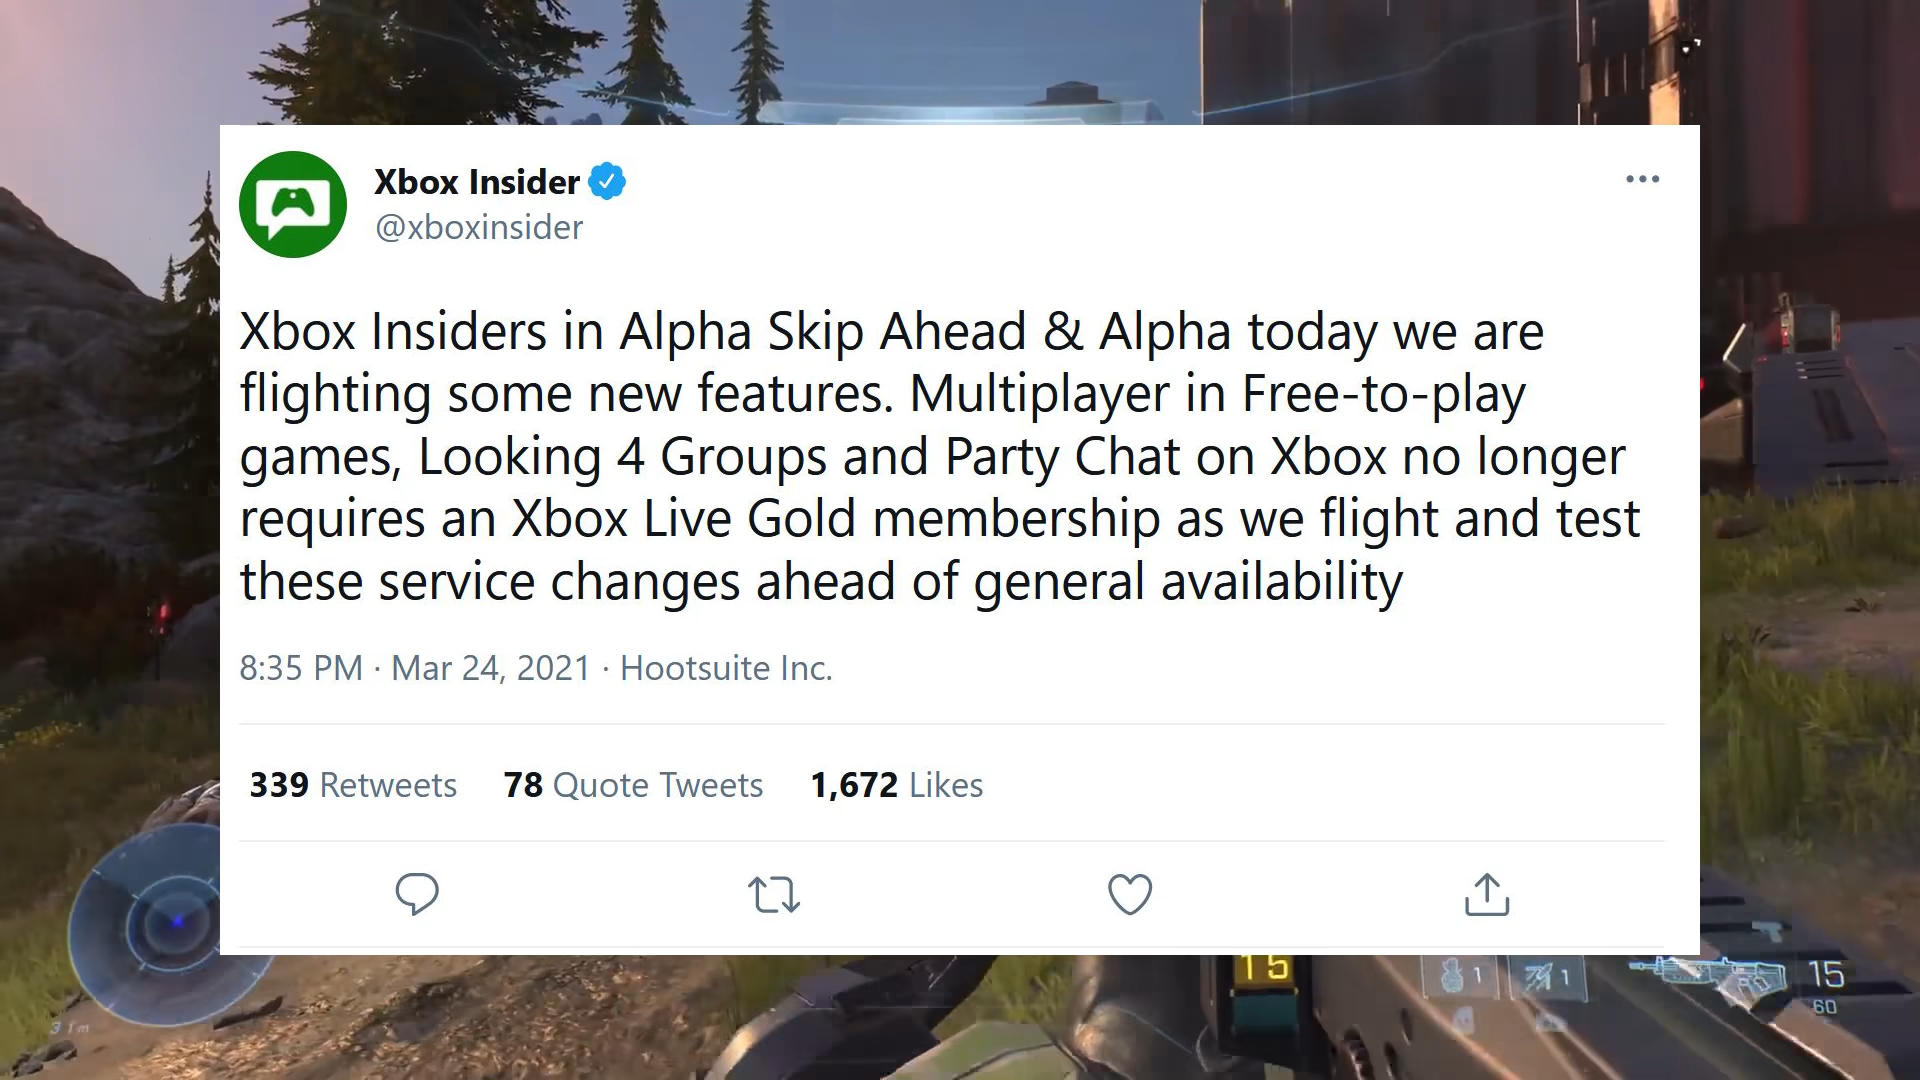 Xbox Insider
@xboxinsider
Xbox Insiders in Alpha Skip Ahead & Alpha today we are
flighting some new features. Multiplayer in Free-to-play
games, Looking 4 Groups and Party Chat on Xbox no longer
requires an Xbox Live Gold membership as we flight and test
these service changes ahead of general availability
8:35 PM · Mar 24, 2021 · Hootsuite Inc.
339 Retweets 78 Quote Tweets 1,672 Likes
15
1 1 15
60
31m